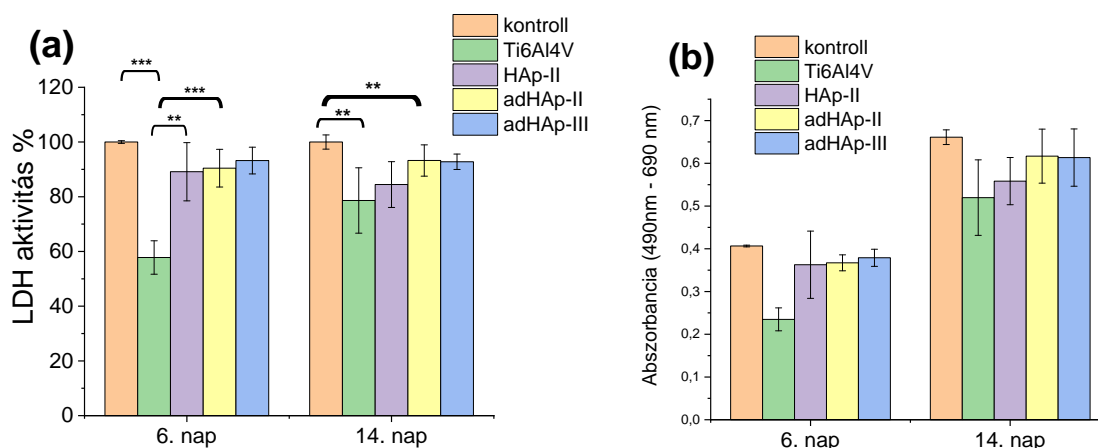 (a)
kontroll
Ti6Al4V
HAp-II
adHAp-II
adHAp-III
***
***
**
**
**
120
100
80
60
40
20
0
LDH aktivitás %
6. nap
14. nap
(b)
kontroll
Ti6Al4V
HAp-II
adHAp-II
adHAp-III
0,7
0,6
0,5
0,4
0,3
0,2
0,1
0,0
Abszorbancia (490nm - 690 nm)
6. nap
14. nap